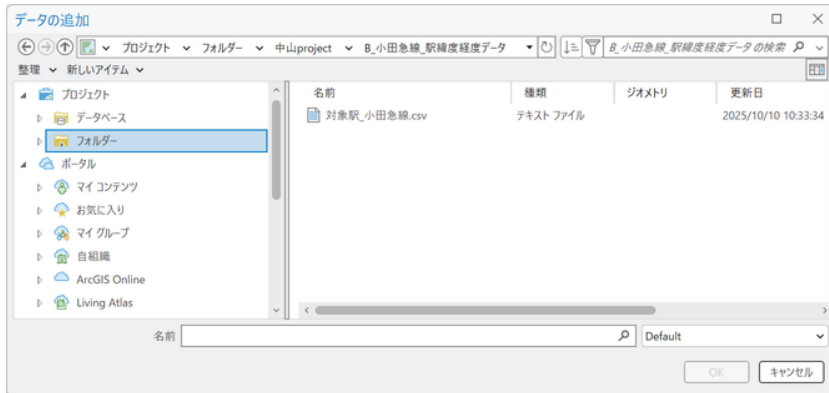 データの追加
プロジェクト フォルダー 中山project B_小田急線_駅緯度経度データ B_小田急線_駅緯度経度データの検索
整理 新しいアイテム
プロジェクト
データベース
フォルダー
ポータル
マイ コンテンツ
お気に入り
マイ グループ
自組織
ArcGIS Online
Living Atlas
名前 種類 ジオメトリ 更新日
対象駅_小田急線.csv テキスト ファイル 2025/10/10 10:33:34
名前 Default
OK キャンセル